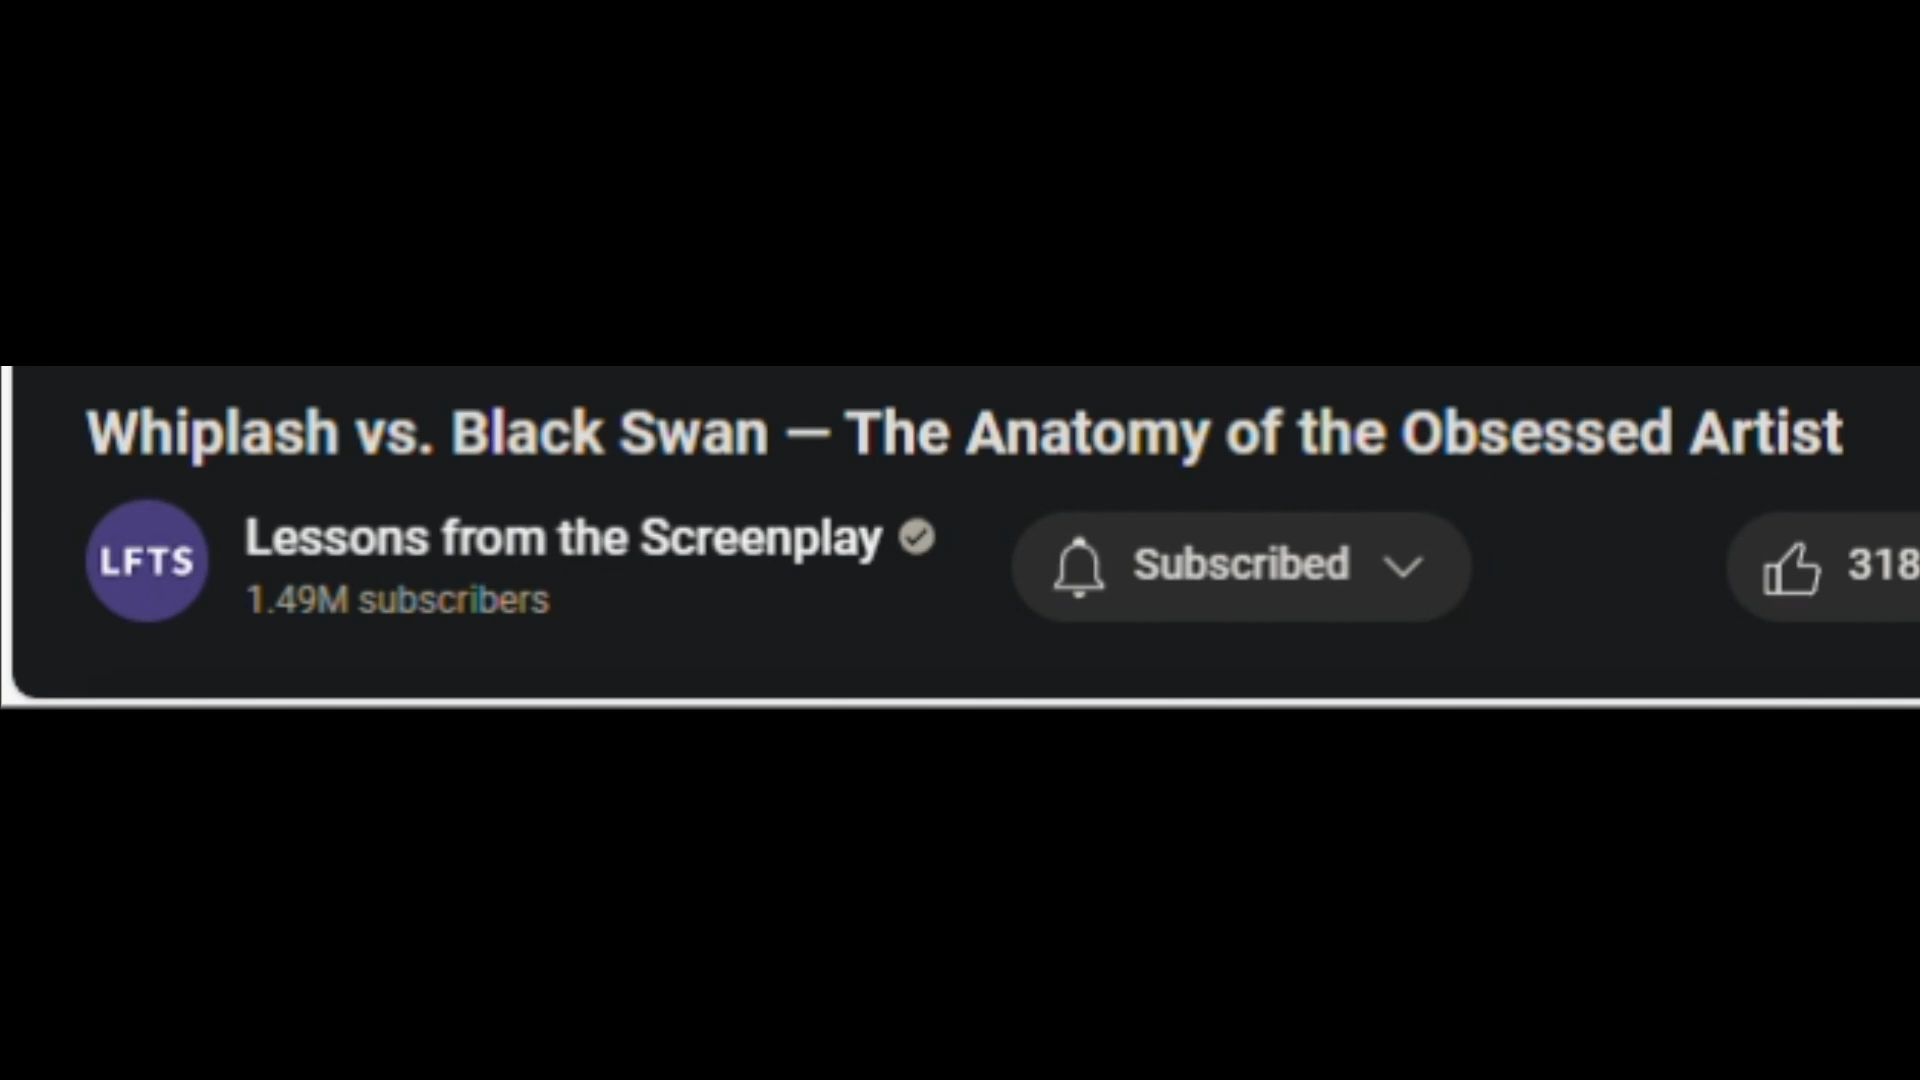 Whiplash vs. Black Swan — The Anatomy of the Obsessed Artist
LFTS
Lessons from the Screenplay
1.49M subscribers
Subscribed
318